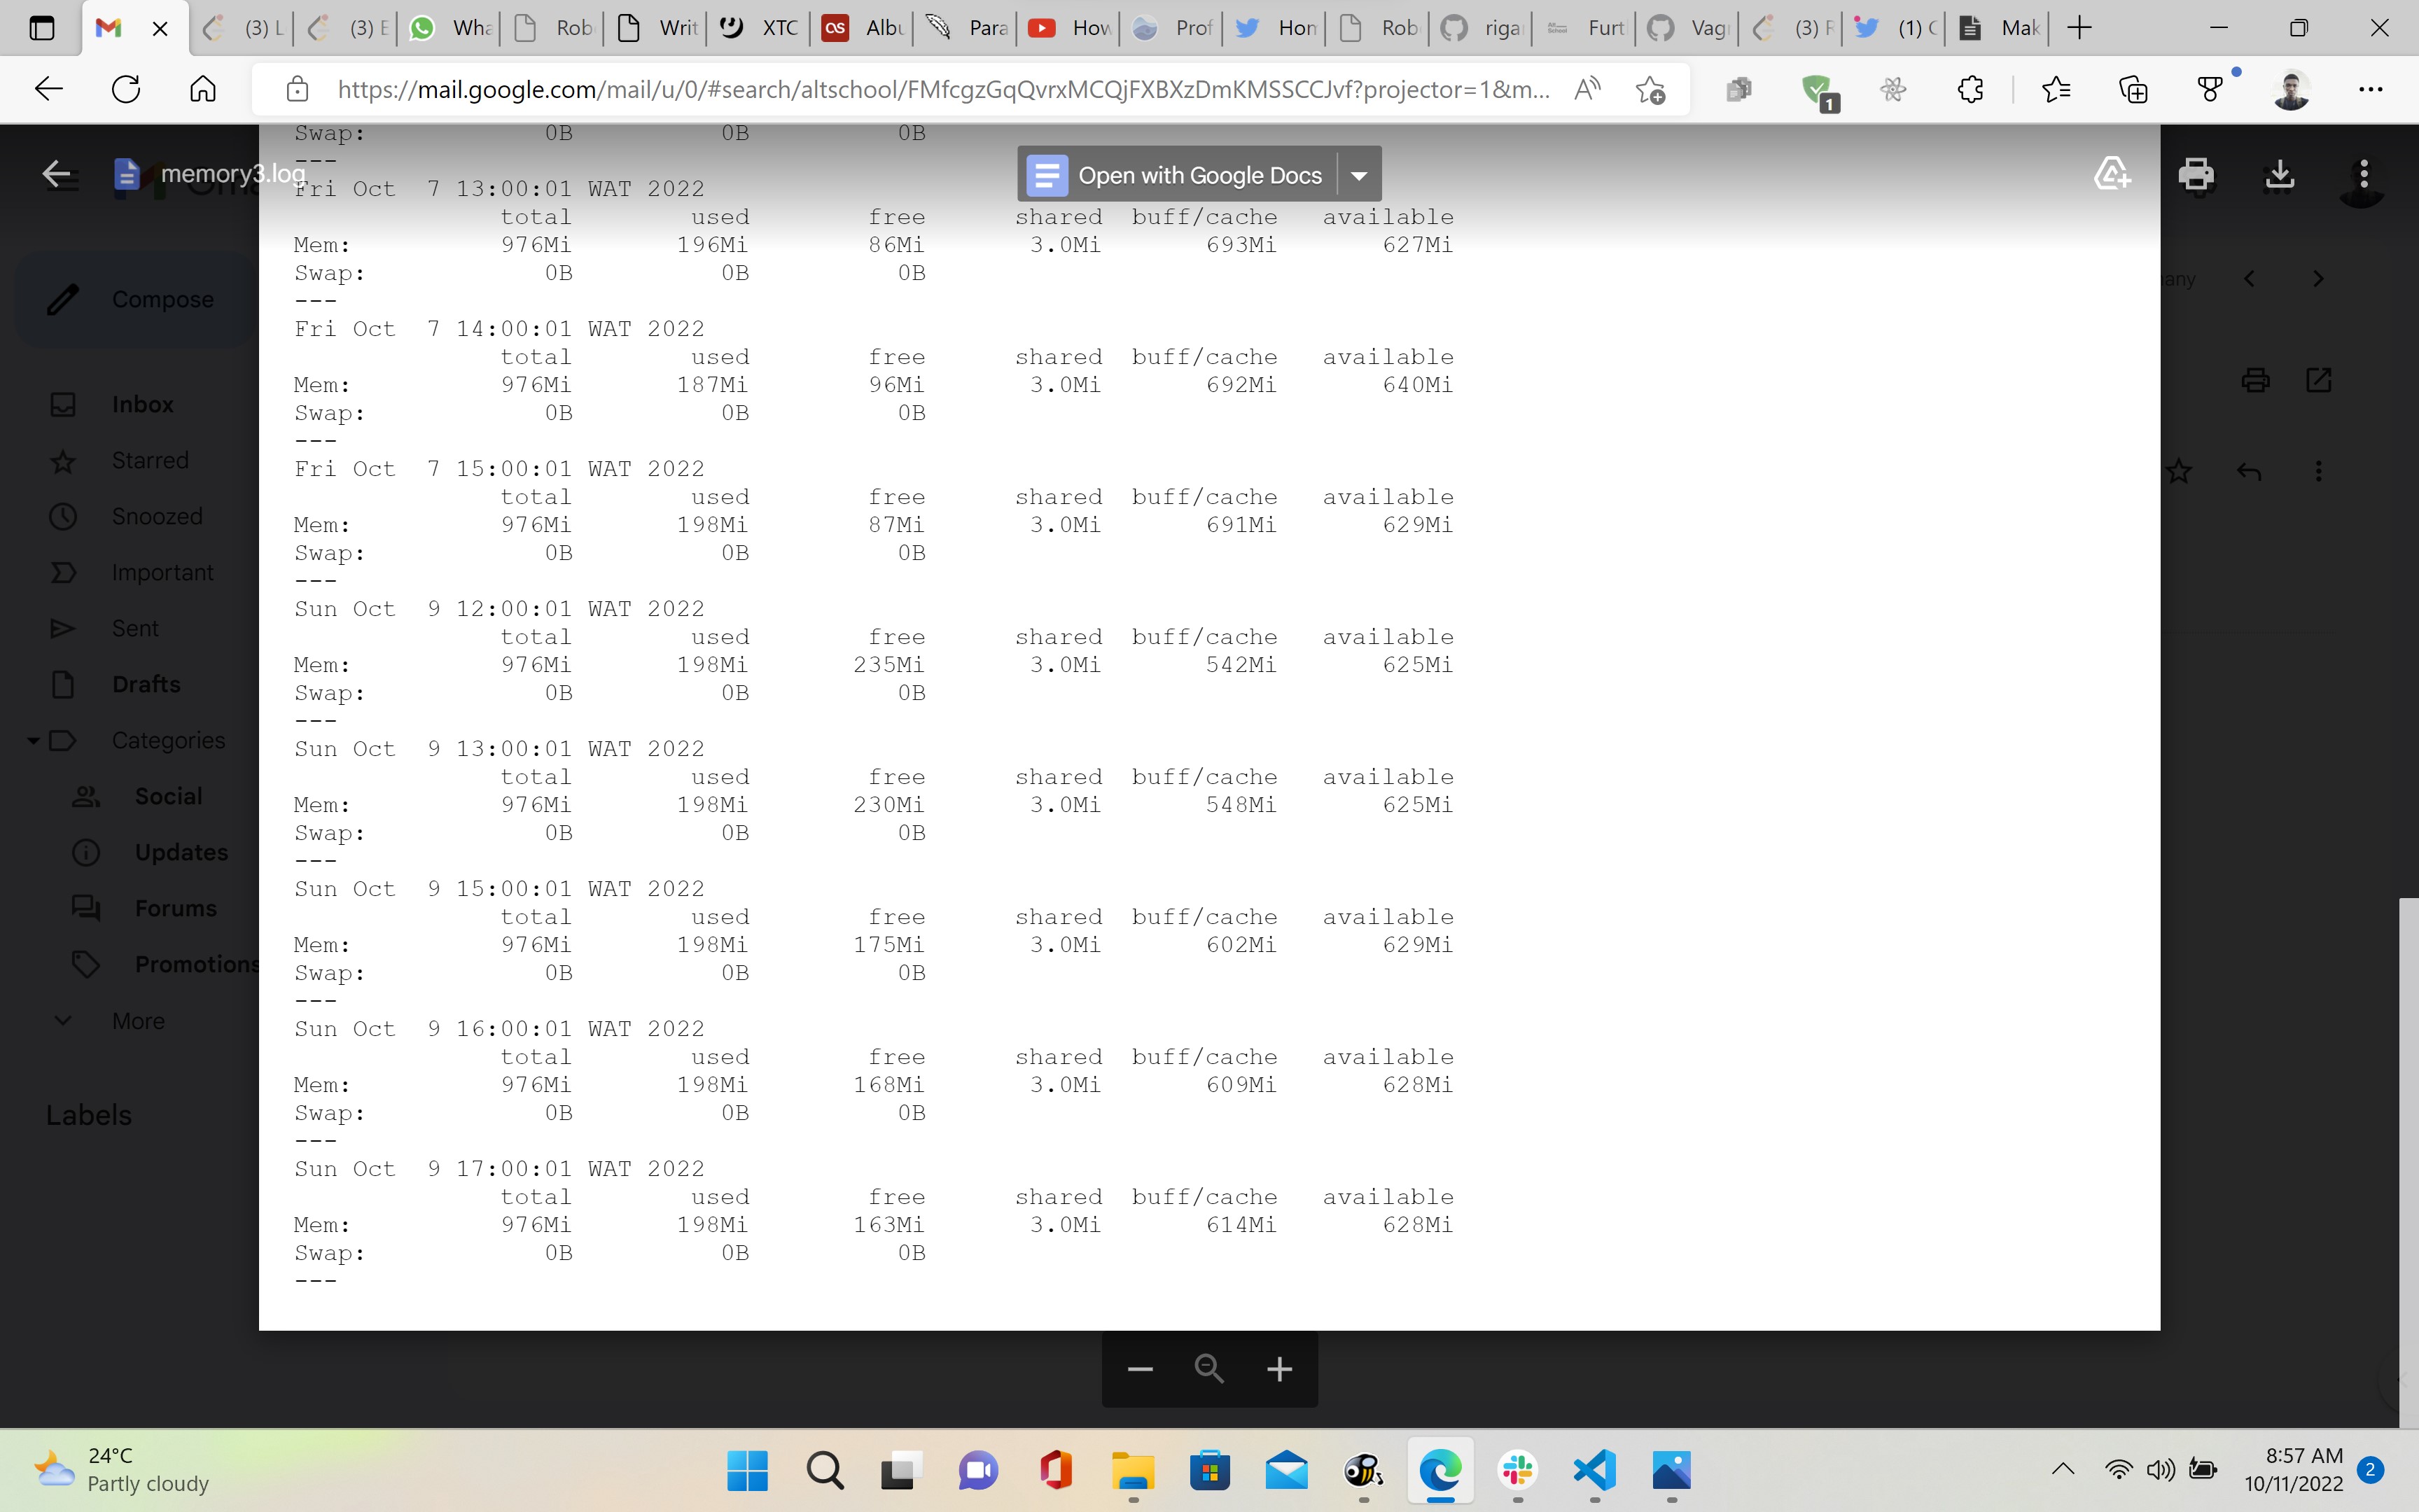 (3) L
(3) E
Wha
Rob
Writ
XTC
Albu
Para
How
Prof
Hon
Rob
rigar
Furt
Vagr
(3) F
(1) C
Mak
https://mail.google.com/mail/u/0/#search/altschool/FMfcgzGqQvrxMCQjFXBXzDmKMSSCCJvf?projector=1&m...
1
memory3.log
Open with Google Docs
Compose
Inbox
Starred
Snoozed
Important
Sent
Drafts
Categories
Social
Updates
Forums
Promotions
More
Labels
Swap: 0B 0B 0B
---
Fri Oct 7 13:00:01 WAT 2022
total used free shared buff/cache available
Mem: 976Mi 196Mi 86Mi 3.0Mi 693Mi 627Mi
Swap: 0B 0B 0B
---
Fri Oct 7 14:00:01 WAT 2022
total used free shared buff/cache available
Mem: 976Mi 187Mi 96Mi 3.0Mi 692Mi 640Mi
Swap: 0B 0B 0B
---
Fri Oct 7 15:00:01 WAT 2022
total used free shared buff/cache available
Mem: 976Mi 198Mi 87Mi 3.0Mi 691Mi 629Mi
Swap: 0B 0B 0B
---
Sun Oct 9 12:00:01 WAT 2022
total used free shared buff/cache available
Mem: 976Mi 198Mi 235Mi 3.0Mi 542Mi 625Mi
Swap: 0B 0B 0B
---
Sun Oct 9 13:00:01 WAT 2022
total used free shared buff/cache available
Mem: 976Mi 198Mi 230Mi 3.0Mi 548Mi 625Mi
Swap: 0B 0B 0B
---
Sun Oct 9 15:00:01 WAT 2022
total used free shared buff/cache available
Mem: 976Mi 198Mi 175Mi 3.0Mi 602Mi 629Mi
Swap: 0B 0B 0B
---
Sun Oct 9 16:00:01 WAT 2022
total used free shared buff/cache available
Mem: 976Mi 198Mi 168Mi 3.0Mi 609Mi 628Mi
Swap: 0B 0B 0B
---
Sun Oct 9 17:00:01 WAT 2022
total used free shared buff/cache available
Mem: 976Mi 198Mi 163Mi 3.0Mi 614Mi 628Mi
Swap: 0B 0B 0B
---
24°C
Partly cloudy
8:57 AM
10/11/2022
2